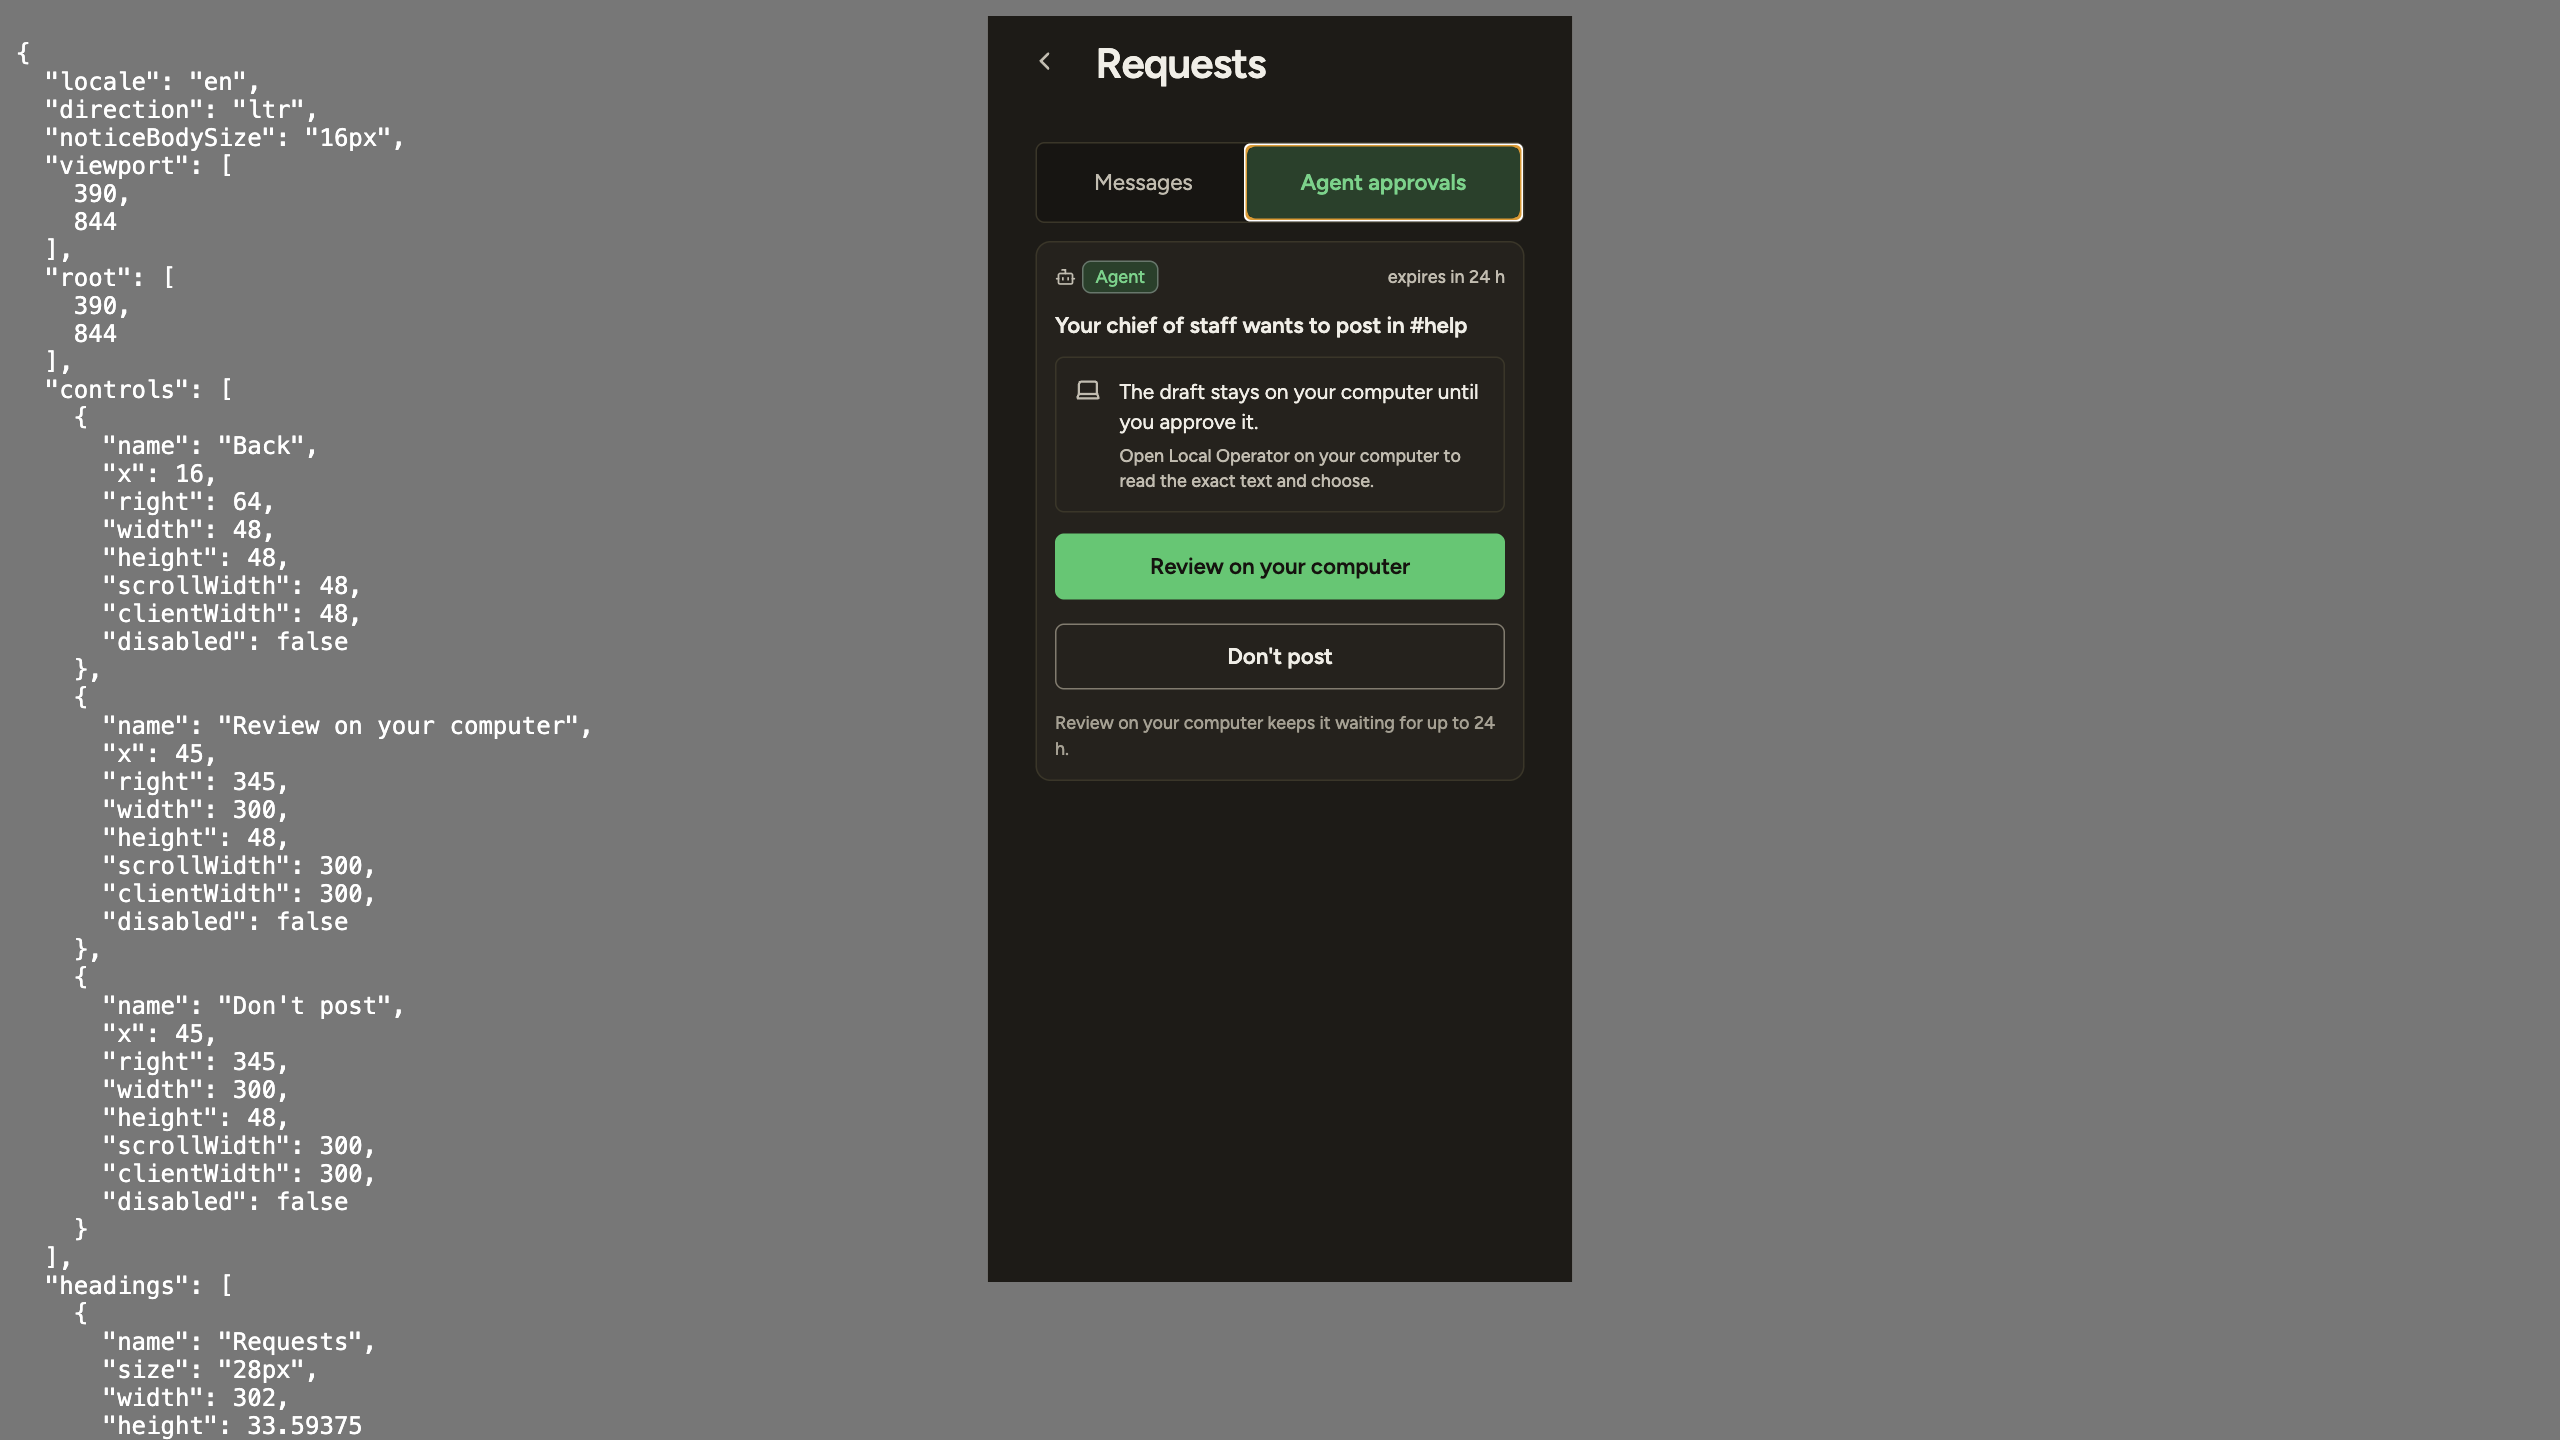 {
"locale": "en",
"direction": "ltr",
"noticeBodySize": "16px",
"viewport": [
390,
844
],
"root": [
390,
844
],
"controls": [
{
"name": "Back",
"x": 16,
"right": 64,
"width": 48,
"height": 48,
"scrollWidth": 48,
"clientWidth": 48,
"disabled": false
},
{
"name": "Review on your computer",
"x": 45,
"right": 345,
"width": 300,
"height": 48,
"scrollWidth": 300,
"clientWidth": 300,
"disabled": false
},
{
"name": "Don't post",
"x": 45,
"right": 345,
"width": 300,
"height": 48,
"scrollWidth": 300,
"clientWidth": 300,
"disabled": false
}
],
"headings": [
{
"name": "Requests",
"size": "28px",
"width": 302,
"height": 33.59375
Requests
Messages
Agent approvals
Agent
expires in 24 h
Your chief of staff wants to post in #help
The draft stays on your computer until
you approve it.
Open Local Operator on your computer to
read the exact text and choose.
Review on your computer
Don't post
Review on your computer keeps it waiting for up to 24
h.